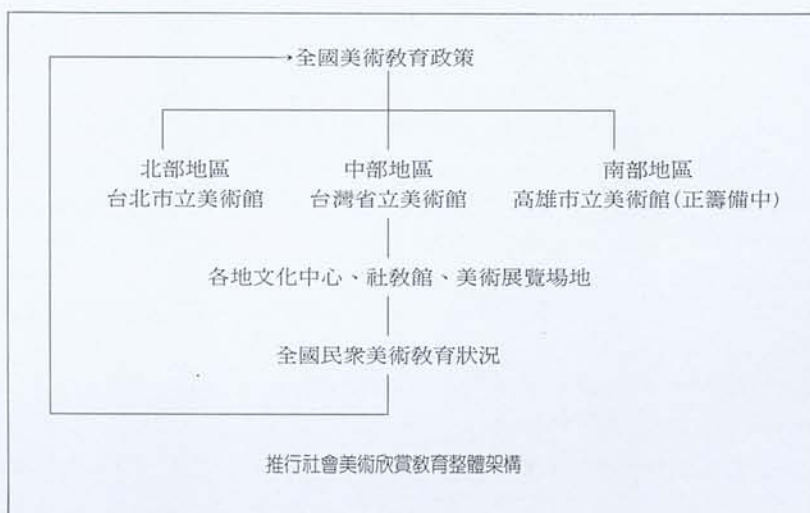 全國美術教育政策
北部地區 中部地區 南部地區
台北市立美術館 台灣省立美術館 高雄市立美術館(正籌備中)
各地文化中心、社教館、美術展覽場地
全國民衆美術教育狀況
推行社會美術欣賞教育整體架構